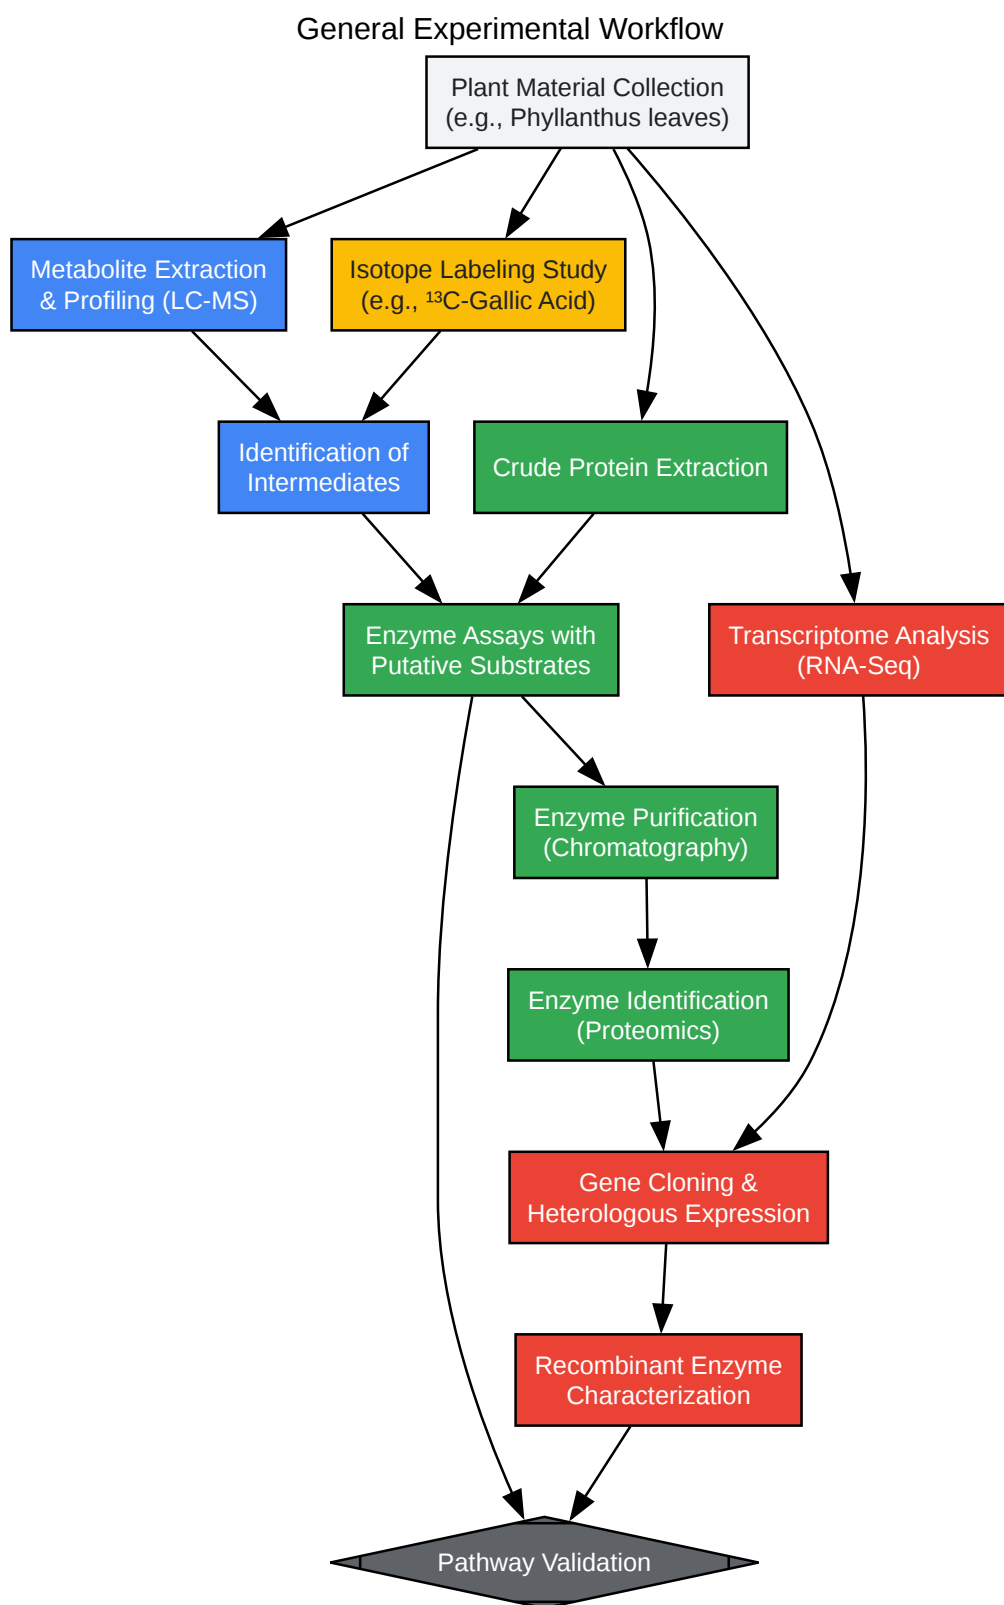 General Experimental Workflow
Plant Material Collection
(e.g., Phyllanthus leaves)
Metabolite Extraction
& Profiling (LC-MS)
Isotope Labeling Study
(e.g., ¹³C-Gallic Acid)
Identification of
Intermediates
Crude Protein Extraction
Enzyme Assays with
Putative Substrates
Transcriptome Analysis
(RNA-Seq)
Enzyme Purification
(Chromatography)
Enzyme Identification
(Proteomics)
Gene Cloning &
Heterologous Expression
Recombinant Enzyme
Characterization
Pathway Validation